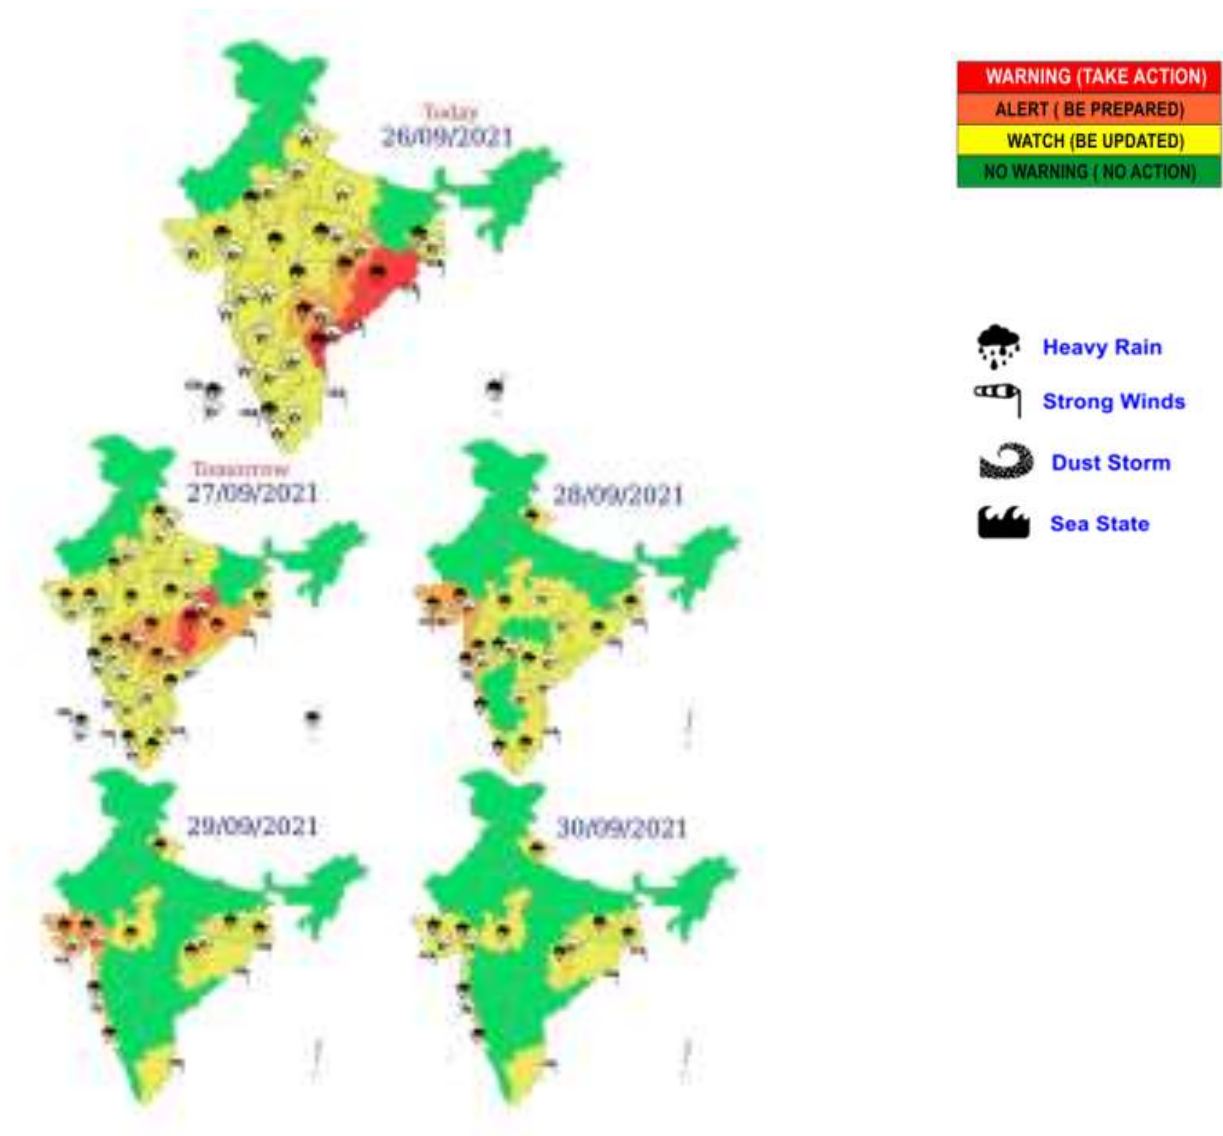 Today
26/09/2021
WARNING (TAKE ACTION)
ALERT ( BE PREPARED)
WATCH (BE UPDATED)
NO WARNING ( NO ACTION)
Heavy Rain
Strong Winds
Dust Storm
Sea State
Tomorrow
27/09/2021
28/09/2021
29/09/2021
30/09/2021